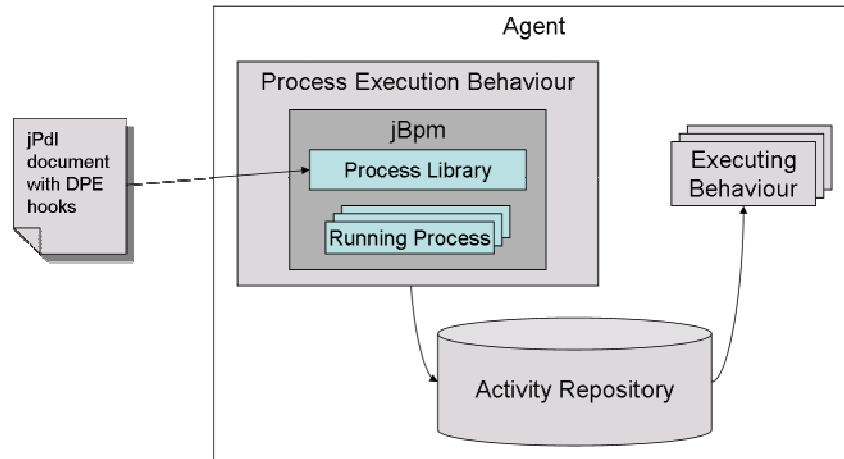 Agent
Process Execution Behaviour
jBpm
jPdl
document
with DPE
hooks
Process Library
Executing
Behaviour
Running Process
Activity Repository